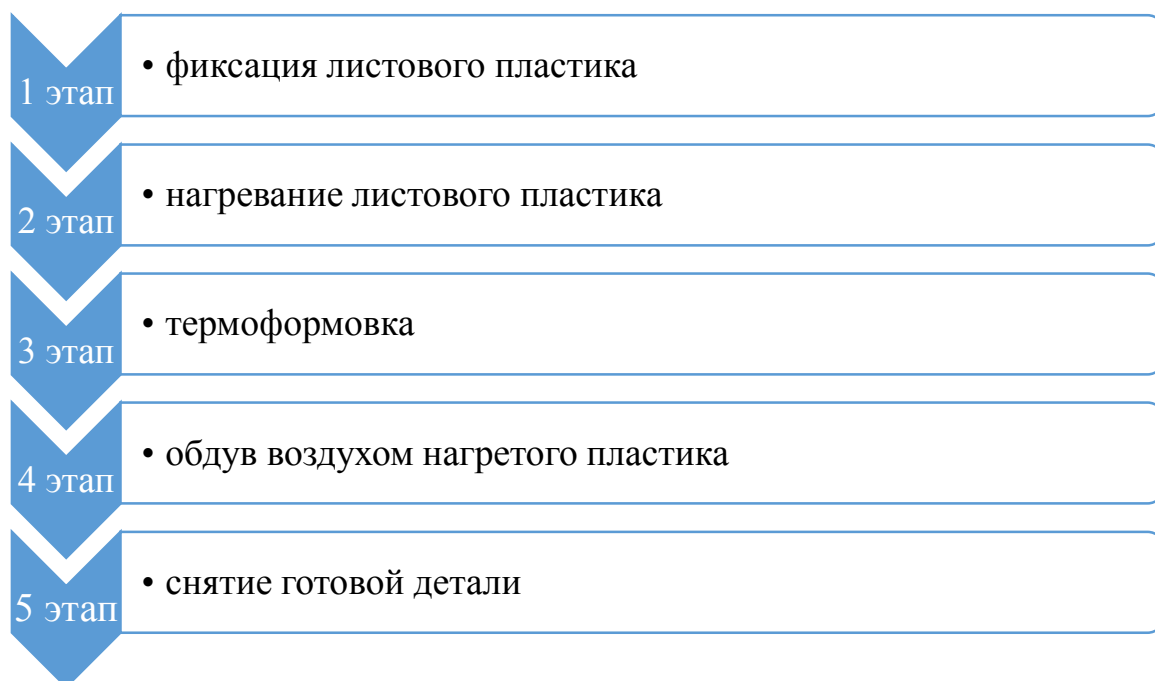 1 этап
• фиксация листового пластика
2 этап
• нагревание листового пластика
3 этап
• термоформовка
4 этап
• обдув воздухом нагретого пластика
5 этап
• снятие готовой детали